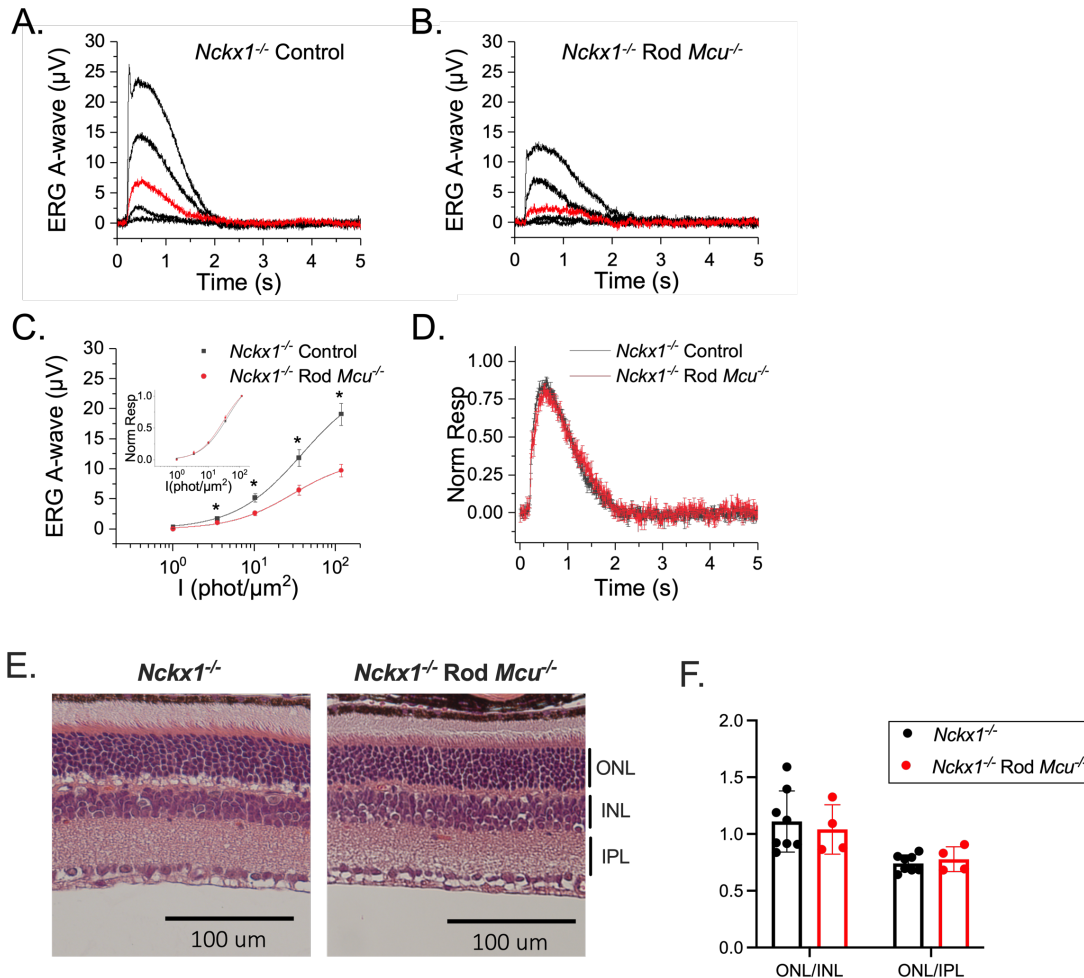 A.
Nckx1-/- Control
ERG A-wave (µV)
30
25
20
15
10
5
0
0 1 2 3 4 5
Time (s)
B.
Nckx1-/- Rod Mcu-/-
ERG A-wave (µV)
30
25
20
15
10
5
0
0 1 2 3 4 5
Time (s)
C.
ERG A-wave (µV)
30
25
20
15
10
5
0
Nckx1-/- Control
Nckx1-/- Rod Mcu-/-
Norm Resp
1.0
0.5
0.0
100 101 102
I(phot/µm2)
* * * *
100 101 102
I (phot/µm2)
D.
Norm Resp
1.00
0.75
0.50
0.25
0.00
Nckx1-/- Control
Nckx1-/- Rod Mcu-/-
0 1 2 3 4 5
Time (s)
E.
Nckx1-/-
Nckx1-/- Rod Mcu-/-
ONL
INL
IPL
100 um
100 um
F.
2.0
1.5
1.0
0.5
0.0
Nckx1-/-
Nckx1-/- Rod Mcu-/-
ONL/INL ONL/IPL